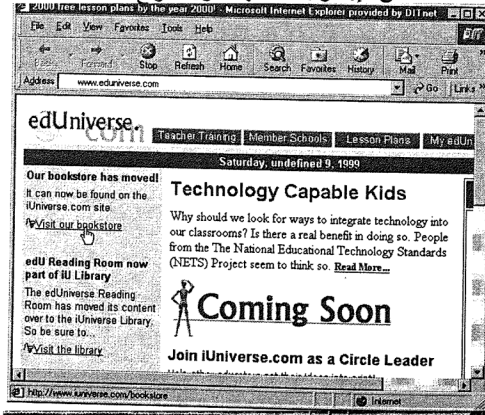 2000 free lesson plans by the year 2000! - Microsoft Internet Explorer provided by DITnet
File Edit View Favorites Tools Help
Back Forward Stop Refresh Home Search Favorites History Mail Print
Address www.eduniverse.com Go Links
edUniverse.com
Teacher Training Member Schools Lesson Plans My edUn
Saturday, undefined 9, 1999
Our bookstore has moved!
It can now be found on the
iUniverse.com site.
Visit our bookstore
edU Reading Room now
part of iU Library
The edUniverse Reading
Room has moved its content
over to the iUniverse Library.
So be sure to...
Visit the library
Technology Capable Kids
Why should we look for ways to integrate technology into
our classrooms? Is there a real benefit in doing so. People
from the The National Educational Technology Standards
(NETS) Project seem to think so. Read More...
Coming Soon
Join iUniverse.com as a Circle Leader
http://www.iuniverse.com/bookstore Internet